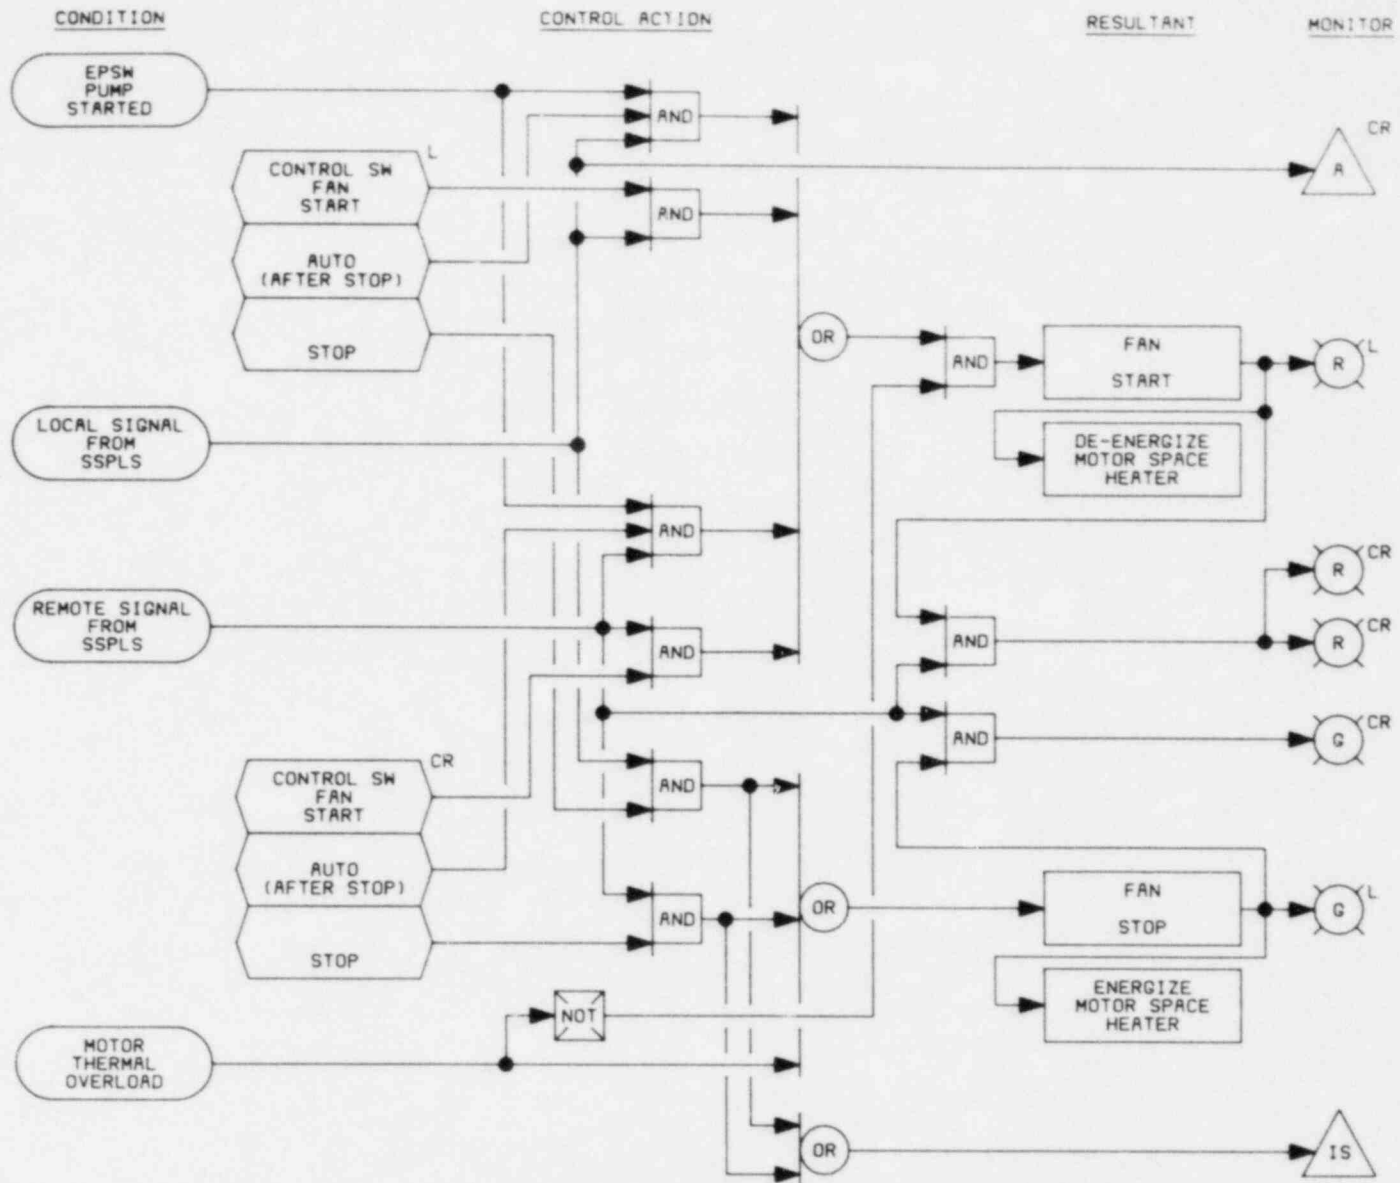 CONDITION
CONTROL ACTION
RESULTANT
MONITOR
EPSW
PUMP
STARTED
AND
CR
A
L
CONTROL SW
FAN
START
AND
AUTO
(AFTER STOP)
STOP
OR
AND
FAN
START
R
L
LOCAL SIGNAL
FROM
SSPLS
DE-ENERGIZE
MOTOR SPACE
HEATER
AND
R
CR
REMOTE SIGNAL
FROM
SSPLS
AND
AND
R
CR
AND
G
CR
CR
CONTROL SW
FAN
START
AND
AUTO
(AFTER STOP)
STOP
AND
OR
FAN
STOP
G
L
NOT
ENERGIZE
MOTOR SPACE
HEATER
MOTOR
THERMAL
OVERLOAD
OR
IS